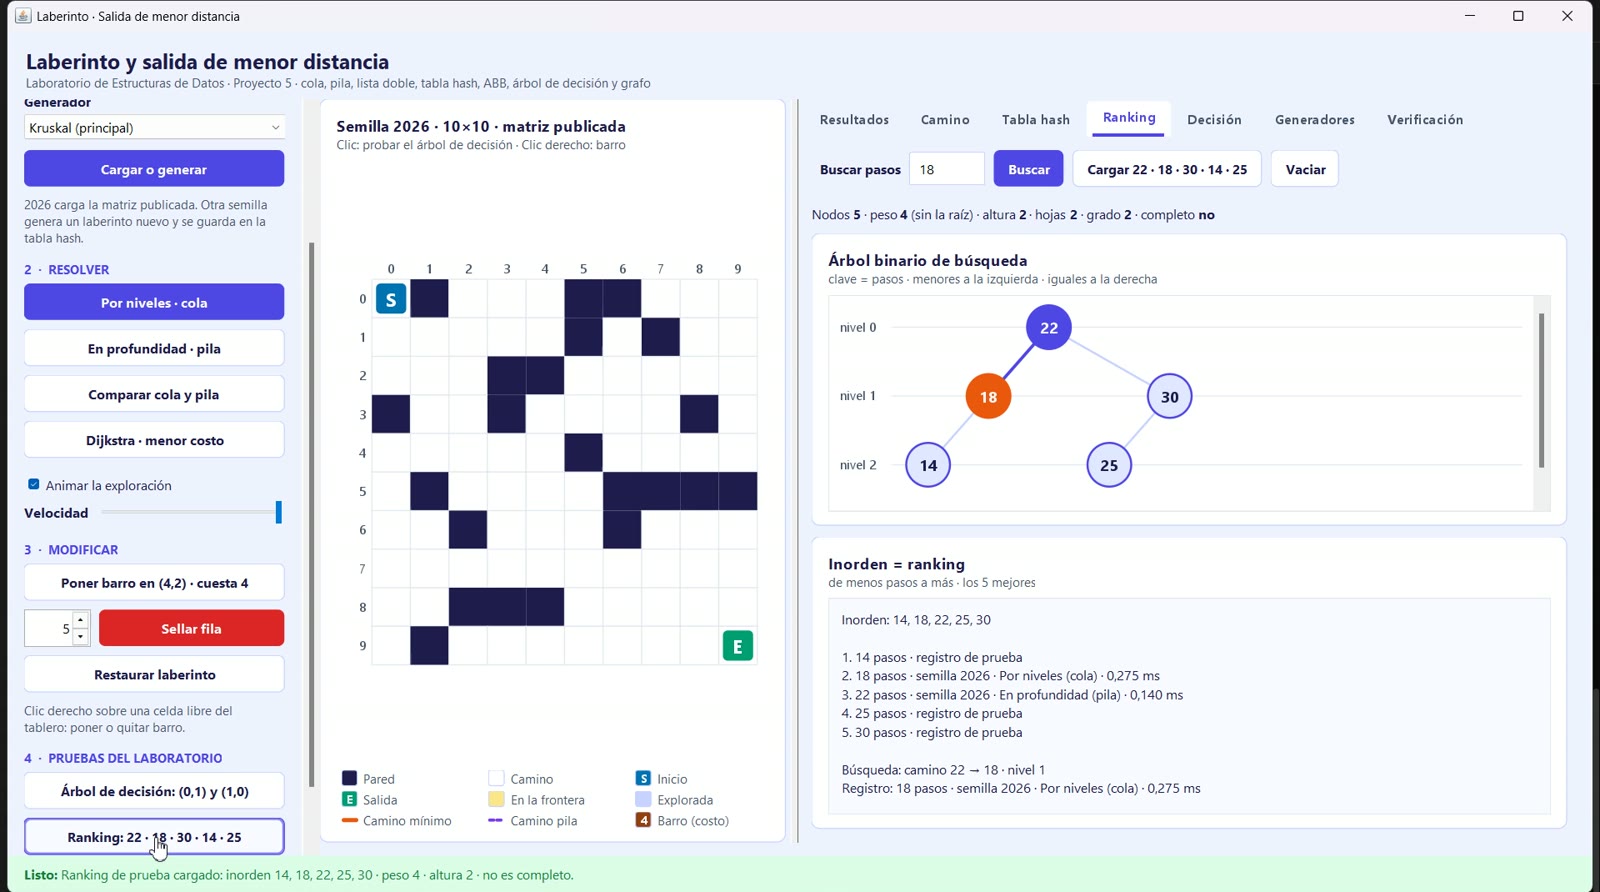 Laberinto · Salida de menor distancia
Laberinto y salida de menor distancia
Laboratorio de Estructuras de Datos · Proyecto 5 · cola, pila, lista doble, tabla hash, ABB, árbol de decisión y grafo
Generador
Kruskal (principal)
Cargar o generar
2026 carga la matriz publicada. Otra semilla
genera un laberinto nuevo y se guarda en la
tabla hash.
2 · RESOLVER
Por niveles · cola
En profundidad · pila
Comparar cola y pila
Dijkstra · menor costo
Animar la exploración
Velocidad
3 · MODIFICAR
Poner barro en (4,2) · cuesta 4
5
Sellar fila
Restaurar laberinto
Clic derecho sobre una celda libre del
tablero: poner o quitar barro.
4 · PRUEBAS DEL LABORATORIO
Árbol de decisión: (0,1) y (1,0)
Ranking: 22 · 18 · 30 · 14 · 25
Semilla 2026 · 10×10 · matriz publicada
Clic: probar el árbol de decisión · Clic derecho: barro
0 1 2 3 4 5 6 7 8 9
0 S
1
2
3
4
5
6
7
8
9 E
Pared Camino S Inicio
E Salida En la frontera Explorada
Camino mínimo Camino pila 4 Barro (costo)
Resultados Camino Tabla hash Ranking Decisión Generadores Verificación
Buscar pasos 18 Buscar Cargar 22 · 18 · 30 · 14 · 25 Vaciar
Nodos 5 · peso 4 (sin la raíz) · altura 2 · hojas 2 · grado 2 · completo no
Árbol binario de búsqueda
clave = pasos · menores a la izquierda · iguales a la derecha
nivel 0 22
nivel 1 18 30
nivel 2 14 25
Inorden = ranking
de menos pasos a más · los 5 mejores
Inorden: 14, 18, 22, 25, 30
1. 14 pasos · registro de prueba
2. 18 pasos · semilla 2026 · Por niveles (cola) · 0,275 ms
3. 22 pasos · semilla 2026 · En profundidad (pila) · 0,140 ms
4. 25 pasos · registro de prueba
5. 30 pasos · registro de prueba
Búsqueda: camino 22 → 18 · nivel 1
Registro: 18 pasos · semilla 2026 · Por niveles (cola) · 0,275 ms
Listo: Ranking de prueba cargado: inorden 14, 18, 22, 25, 30 · peso 4 · altura 2 · no es completo.